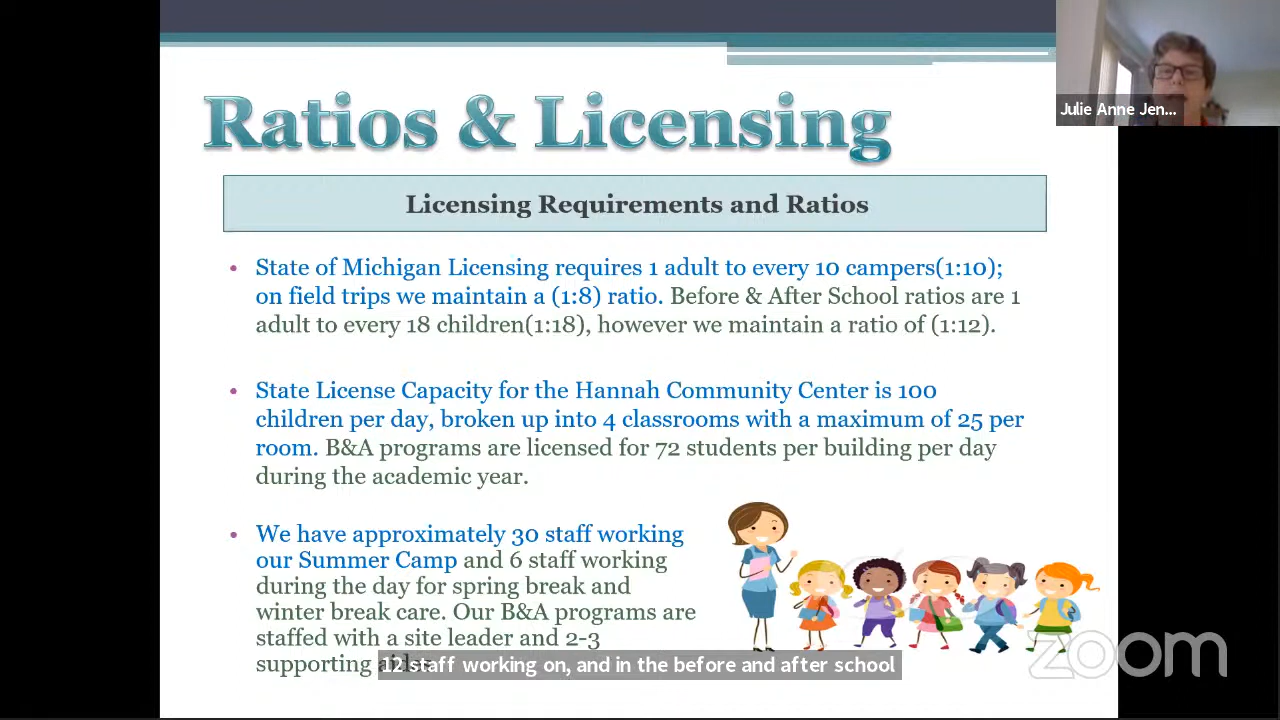 Ratios & Licensing
Julie Anne Jen...
Licensing Requirements and Ratios
• State of Michigan Licensing requires 1 adult to every 10 campers(1:10);
on field trips we maintain a (1:8) ratio. Before & After School ratios are 1
adult to every 18 children(1:18), however we maintain a ratio of (1:12).
• State License Capacity for the Hannah Community Center is 100
children per day, broken up into 4 classrooms with a maximum of 25 per
room. B&A programs are licensed for 72 students per building per day
during the academic year.
• We have approximately 30 staff working
our Summer Camp and 6 staff working
during the day for spring break and
winter break care. Our B&A programs are
staffed with a site leader and 2-3
supporting
12 staff working on, and in the before and after school
zoom